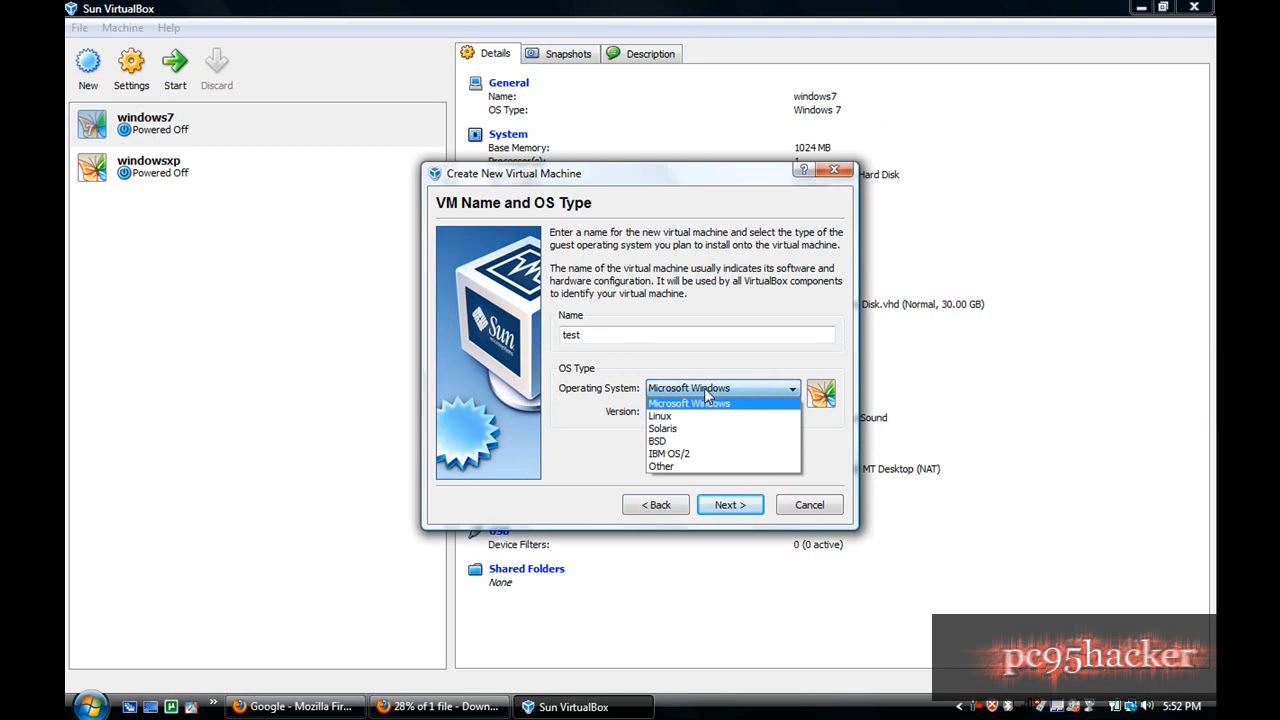 Sun VirtualBox
File Machine Help
New Settings Start Discard
Details Snapshots Description
windows7
Powered Off
windowsxp
Powered Off
General
Name: windows7
OS Type: Windows 7
System
Base Memory: 1024 MB
Processor(s): 1
Hard Disk
Disk.vhd (Normal, 30.00 GB)
Sound
MT Desktop (NAT)
USB
Device Filters: 0 (0 active)
Shared Folders
None
Create New Virtual Machine
VM Name and OS Type
Enter a name for the new virtual machine and select the type of the
guest operating system you plan to install onto the virtual machine.
The name of the virtual machine usually indicates its software and
hardware configuration. It will be used by all VirtualBox components
to identify your virtual machine.
Sun
Name
test
OS Type
Operating System: Microsoft Windows
Version:
Microsoft Windows
Linux
Solaris
BSD
IBM OS/2
Other
< Back Next > Cancel
pc95hacker
Google - Mozilla Fir... 28% of 1 file - Down... Sun VirtualBox 5:52 PM